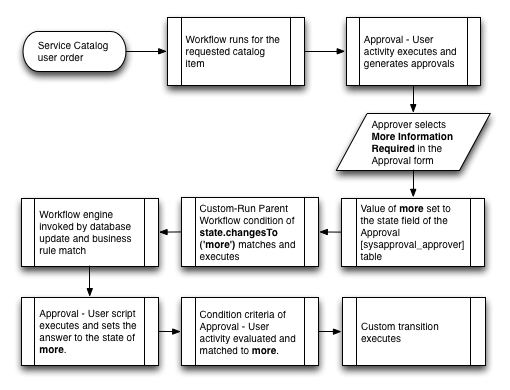 Service Catalog
user order
Workflow runs for the
requested catalog
item
Approval - User
activity executes and
generates approvals
Approver selects
More Information
Required in the
Approval form
Value of more set to
the state field of the
Approval
[sysapproval_approver]
table
Custom-Run Parent
Workflow condition of
state.changesTo
('more') matches and
executes
Workflow engine
invoked by database
update and business
rule match
Approval - User script
executes and sets the
answer to the state of
more.
Condition criteria of
Approval - User
activity evaluated and
matched to more.
Custom transition
executes